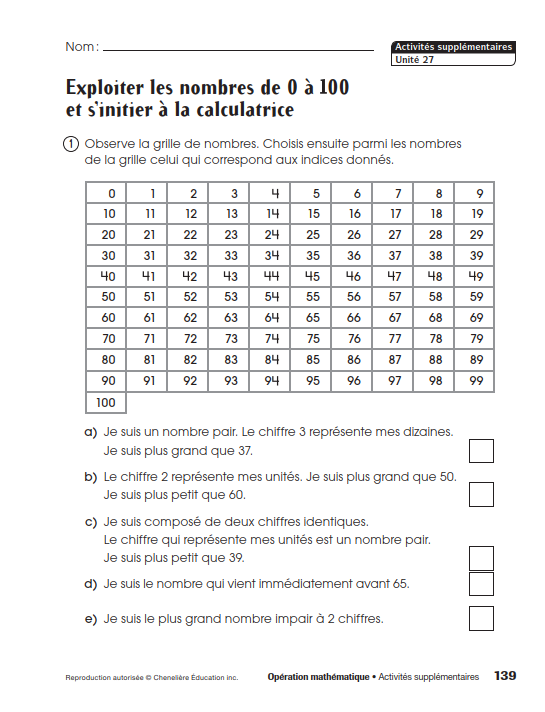 Nom :
Activités supplémentaires
Unité 27
Exploiter les nombres de 0 à 100
et s'initier à la calculatrice
1 Observe la grille de nombres. Choisis ensuite parmi les nombres
de la grille celui qui correspond aux indices donnés.
0 1 2 3 4 5 6 7 8 9
10 11 12 13 14 15 16 17 18 19
20 21 22 23 24 25 26 27 28 29
30 31 32 33 34 35 36 37 38 39
40 41 42 43 44 45 46 47 48 49
50 51 52 53 54 55 56 57 58 59
60 61 62 63 64 65 66 67 68 69
70 71 72 73 74 75 76 77 78 79
80 81 82 83 84 85 86 87 88 89
90 91 92 93 94 95 96 97 98 99
100
a) Je suis un nombre pair. Le chiffre 3 représente mes dizaines.
Je suis plus grand que 37.
b) Le chiffre 2 représente mes unités. Je suis plus grand que 50.
Je suis plus petit que 60.
c) Je suis composé de deux chiffres identiques.
Le chiffre qui représente mes unités est un nombre pair.
Je suis plus petit que 39.
d) Je suis le nombre qui vient immédiatement avant 65.
e) Je suis le plus grand nombre impair à 2 chiffres.
Reproduction autorisée © Chenelière Éducation inc. Opération mathématique • Activités supplémentaires 139